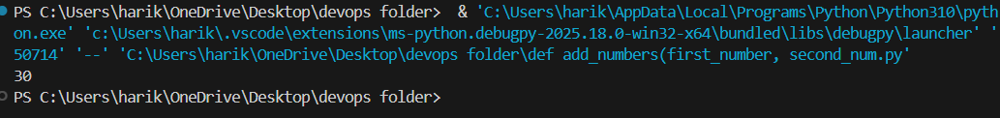 PS C:\Users\harik\OneDrive\Desktop\devops folder>  & 'C:\Users\harik\AppData\Local\Programs\Python\Python310\pyth
on.exe' 'c:\Users\harik\.vscode\extensions\ms-python.debugpy-2025.18.0-win32-x64\bundled\libs\debugpy\launcher' '
50714' '--' 'C:\Users\harik\OneDrive\Desktop\devops folder\def add_numbers(first_number, second_num.py'
30
PS C:\Users\harik\OneDrive\Desktop\devops folder>